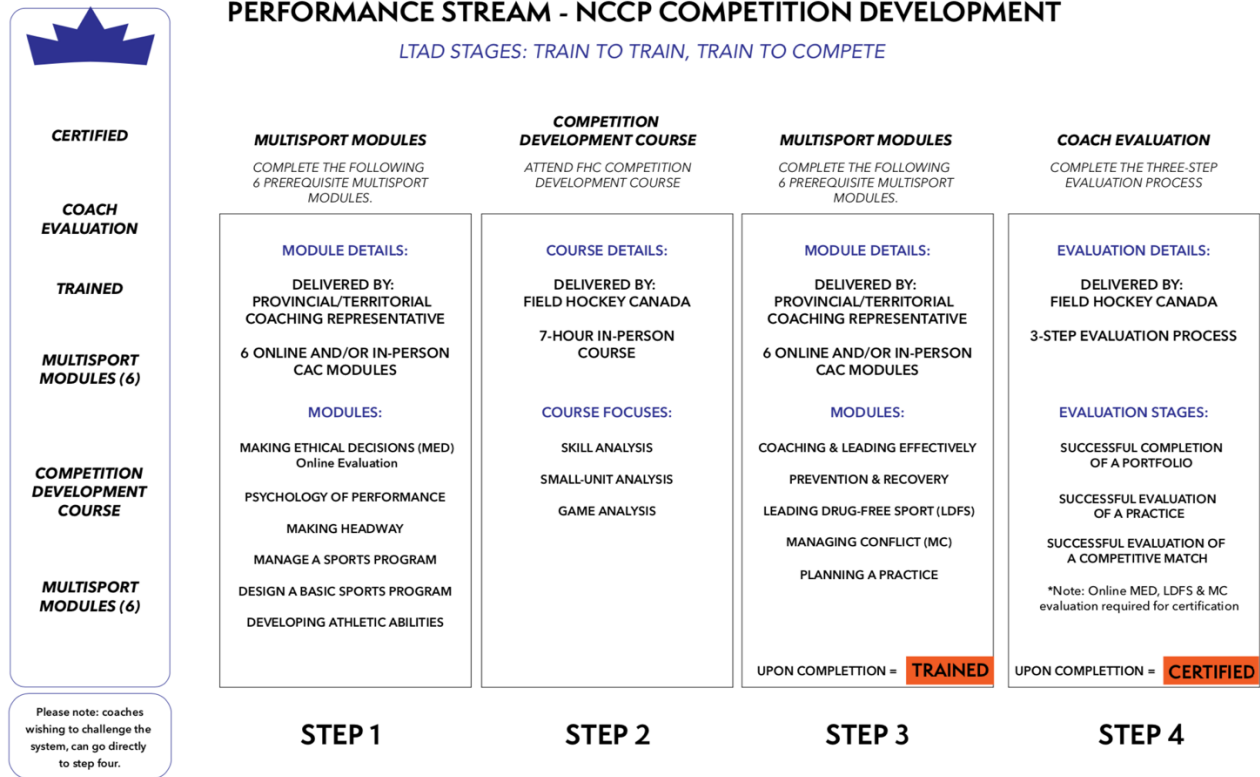 PERFORMANCE STREAM - NCCP COMPETITION DEVELOPMENT
LTAD STAGES: TRAIN TO TRAIN, TRAIN TO COMPETE
CERTIFIED
COACH
EVALUATION
TRAINED
MULTISPORT
MODULES (6)
COMPETITION
DEVELOPMENT
COURSE
MULTISPORT
MODULES (6)
Please note: coaches
wishing to challenge the
system, can go directly
to step four.
MULTISPORT MODULES
COMPLETE THE FOLLOWING
6 PREREQUISITE MULTISPORT
MODULES.
MODULE DETAILS:
DELIVERED BY:
PROVINCIAL/TERRITORIAL
COACHING REPRESENTATIVE
6 ONLINE AND/OR IN-PERSON
CAC MODULES
MODULES:
MAKING ETHICAL DECISIONS (MED)
Online Evaluation
PSYCHOLOGY OF PERFORMANCE
MAKING HEADWAY
MANAGE A SPORTS PROGRAM
DESIGN A BASIC SPORTS PROGRAM
DEVELOPING ATHLETIC ABILITIES
STEP 1
COMPETITION
DEVELOPMENT COURSE
ATTEND FHC COMPETITION
DEVELOPMENT COURSE
COURSE DETAILS:
DELIVERED BY:
FIELD HOCKEY CANADA
7-HOUR IN-PERSON
COURSE
COURSE FOCUSES:
SKILL ANALYSIS
SMALL-UNIT ANALYSIS
GAME ANALYSIS
STEP 2
MULTISPORT MODULES
COMPLETE THE FOLLOWING
6 PREREQUISITE MULTISPORT
MODULES.
MODULE DETAILS:
DELIVERED BY:
PROVINCIAL/TERRITORIAL
COACHING REPRESENTATIVE
6 ONLINE AND/OR IN-PERSON
CAC MODULES
MODULES:
COACHING & LEADING EFFECTIVELY
PREVENTION & RECOVERY
LEADING DRUG-FREE SPORT (LDFS)
MANAGING CONFLICT (MC)
PLANNING A PRACTICE
UPON COMPLETTION = TRAINED
STEP 3
COACH EVALUATION
COMPLETE THE THREE-STEP
EVALUATION PROCESS
EVALUATION DETAILS:
DELIVERED BY:
FIELD HOCKEY CANADA
3-STEP EVALUATION PROCESS
EVALUATION STAGES:
SUCCESSFUL COMPLETION
OF A PORTFOLIO
SUCCESSFUL EVALUATION
OF A PRACTICE
SUCCESSFUL EVALUATION OF
A COMPETITIVE MATCH
*Note: Online MED, LDFS & MC
evaluation required for certification
UPON COMPLETTION = CERTIFIED
STEP 4